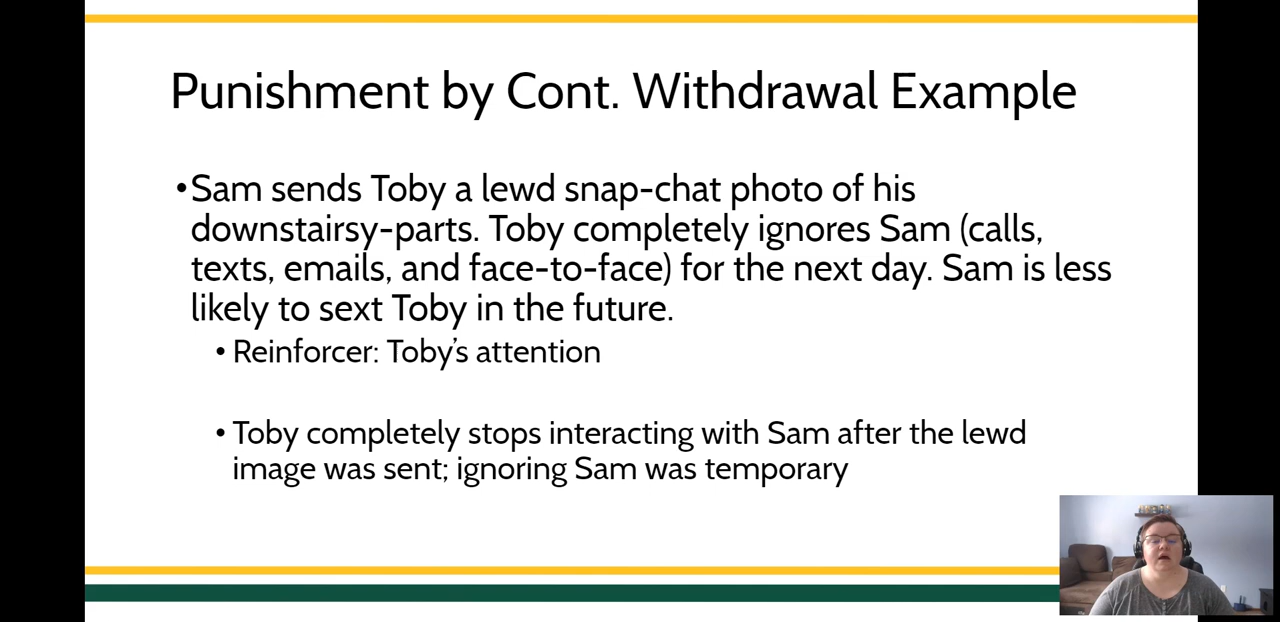 Punishment by Cont. Withdrawal Example
•Sam sends Toby a lewd snap-chat photo of his
downstairsy-parts. Toby completely ignores Sam (calls,
texts, emails, and face-to-face) for the next day. Sam is less
likely to sext Toby in the future.
• Reinforcer: Toby’s attention
• Toby completely stops interacting with Sam after the lewd
image was sent; ignoring Sam was temporary